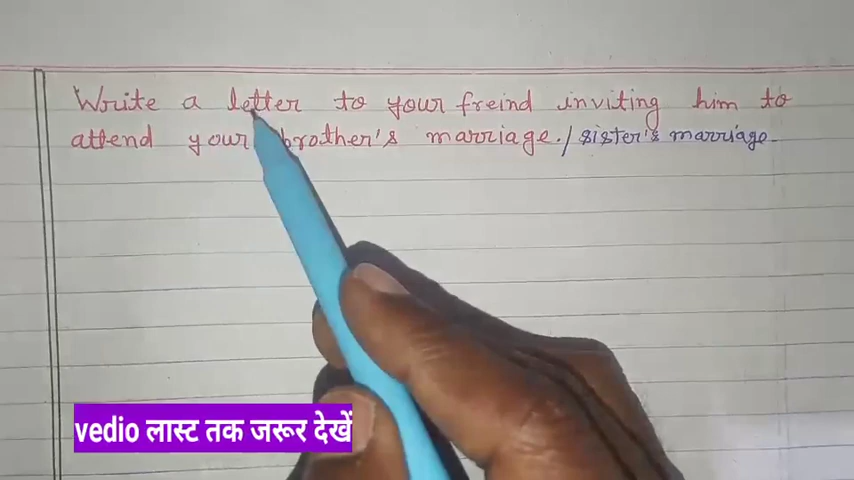 Write a letter to your freind inviting him to
attend your brother's marriage./sister's marriage.
vedio लास्ट तक जरूर देखें